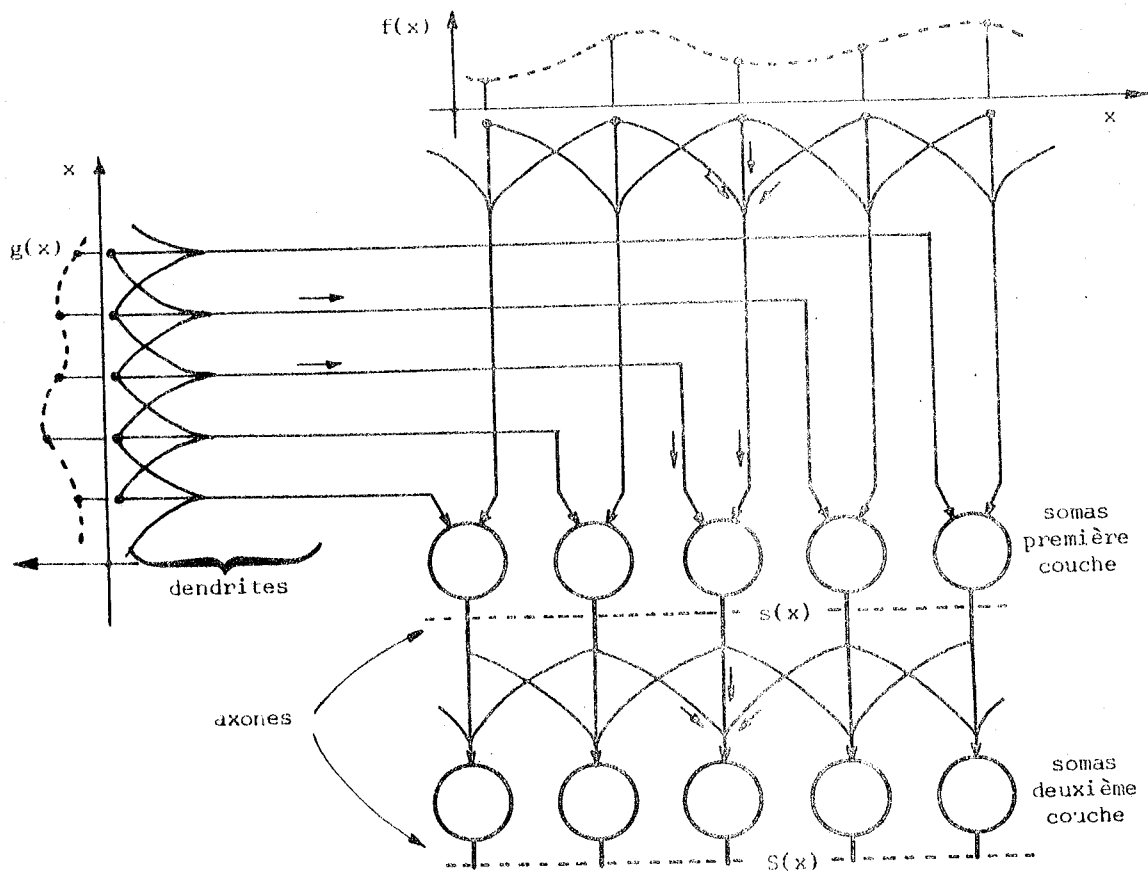 f(x)
x
x
g(x)
dendrites
somas
première
couche
s(x)
axones
somas
deuxième
couche
S(x)